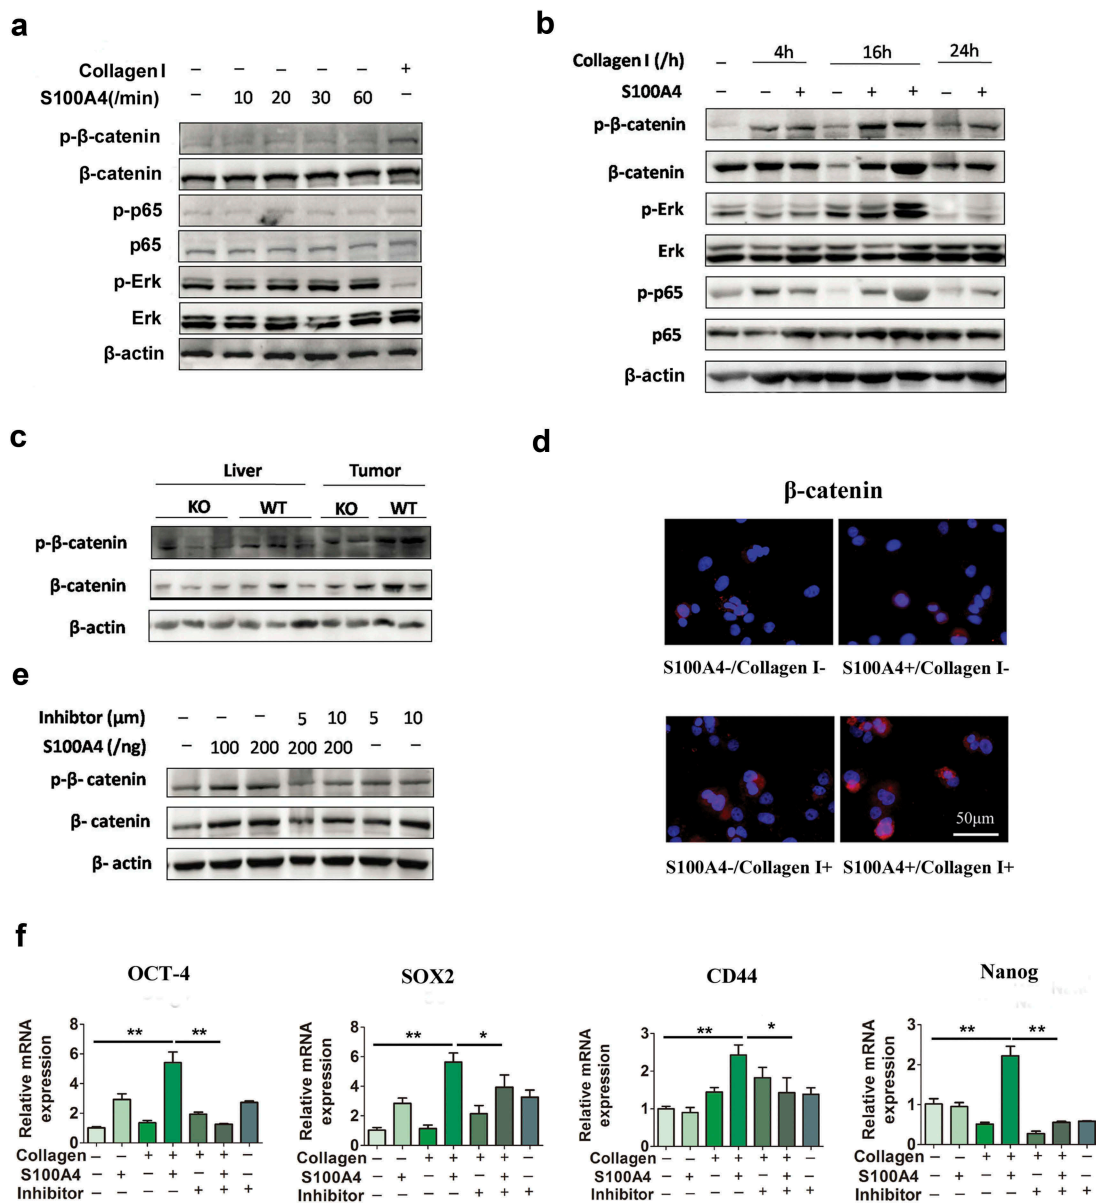 a
Collagen I – – – – – +
S100A4(/min) – 10 20 30 60 –
p-β-catenin
β-catenin
p-p65
p65
p-Erk
Erk
β-actin
b
Collagen I (/h) – 4h 16h 24h
S100A4 – – + – + + – +
p-β-catenin
β-catenin
p-Erk
Erk
p-p65
p65
β-actin
c
Liver Tumor
KO WT KO WT
p-β-catenin
β-catenin
β-actin
d
β-catenin
S100A4-/Collagen I- S100A4+/Collagen I-
50μm
S100A4-/Collagen I+ S100A4+/Collagen I+
e
Inhibtor (μm) – – – 5 10 5 10
S100A4 (/ng) – 100 200 200 200 – –
p-β- catenin
β- catenin
β- actin
f
OCT-4
Relative mRNA
expression
8
6
4
2
0
** **
Collagen – – + + + + –
S100A4 – + – + – + –
Inhibitor – – – – + + +
SOX2
Relative mRNA
expression
8
6
4
2
0
** *
Collagen – – + + + + –
S100A4 – + – + – + –
Inhibitor – – – – + + +
CD44
Relative mRNA
expression
3
2
1
0
** *
Collagen – – + + + + –
S100A4 – – – + – + –
Inhibitor – – – – + + +
Nanog
Relative mRNA
expression
3
2
1
0
** **
Collagen – – + + + + –
S100A4 – + – + – + –
Inhibitor – – – – + + +